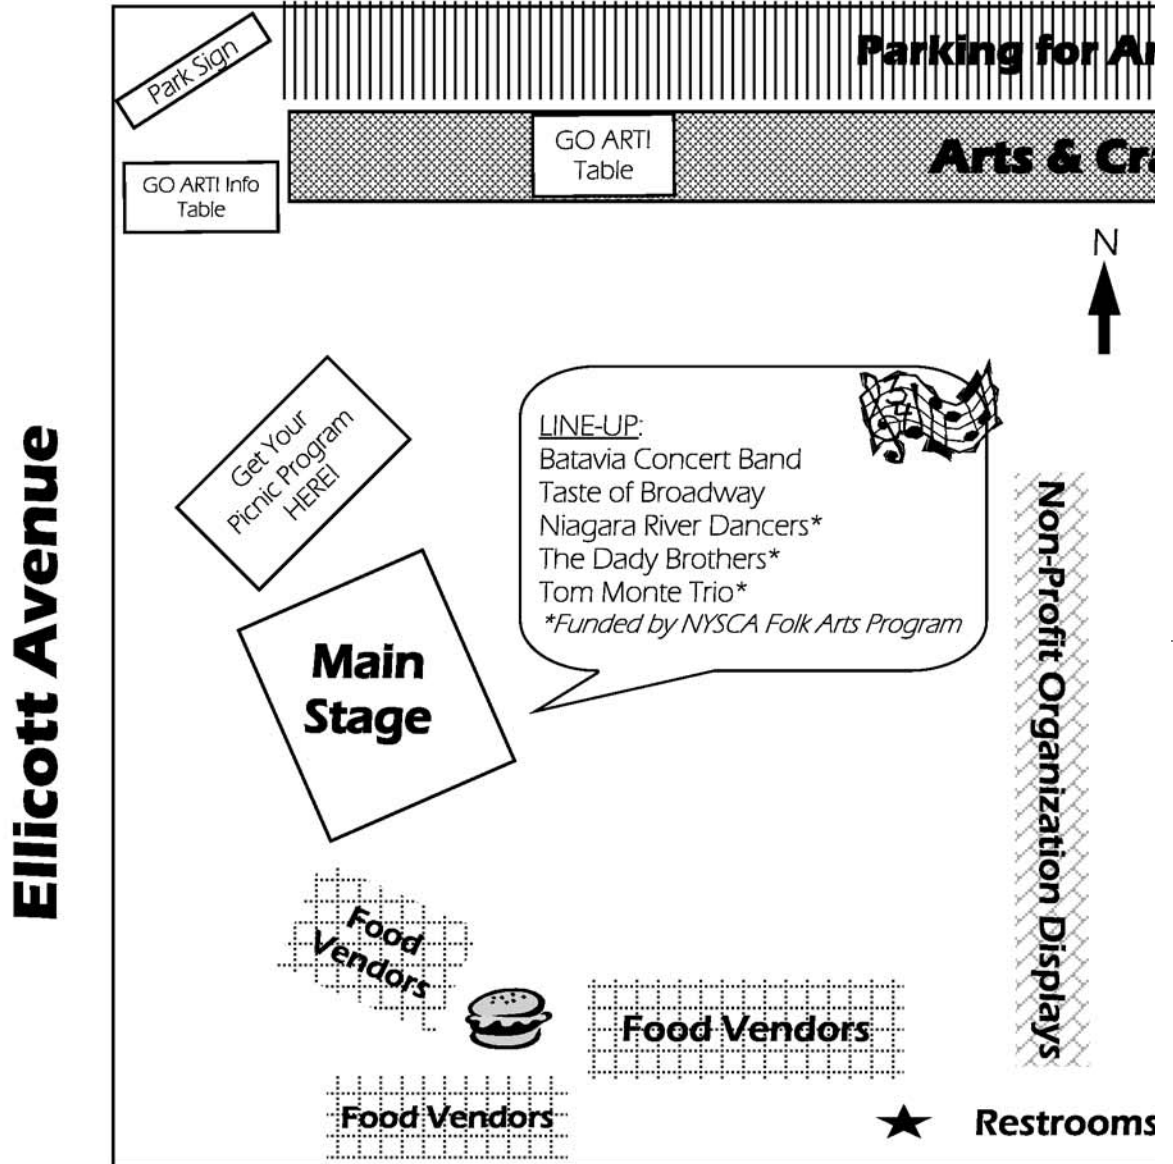 Park Sign
Parking for Ar
GO ART!
Table
Arts & Cra
GO ART! Info
Table
N
Get Your
Picnic Program
HERE!
LINE-UP:
Batavia Concert Band
Taste of Broadway
Niagara River Dancers*
The Dady Brothers*
Tom Monte Trio*
*Funded by NYSCA Folk Arts Program
Ellicott Avenue
Main
Stage
Non-Profit Organization Displays
Food
Vendors
Food Vendors
Food Vendors
Restrooms